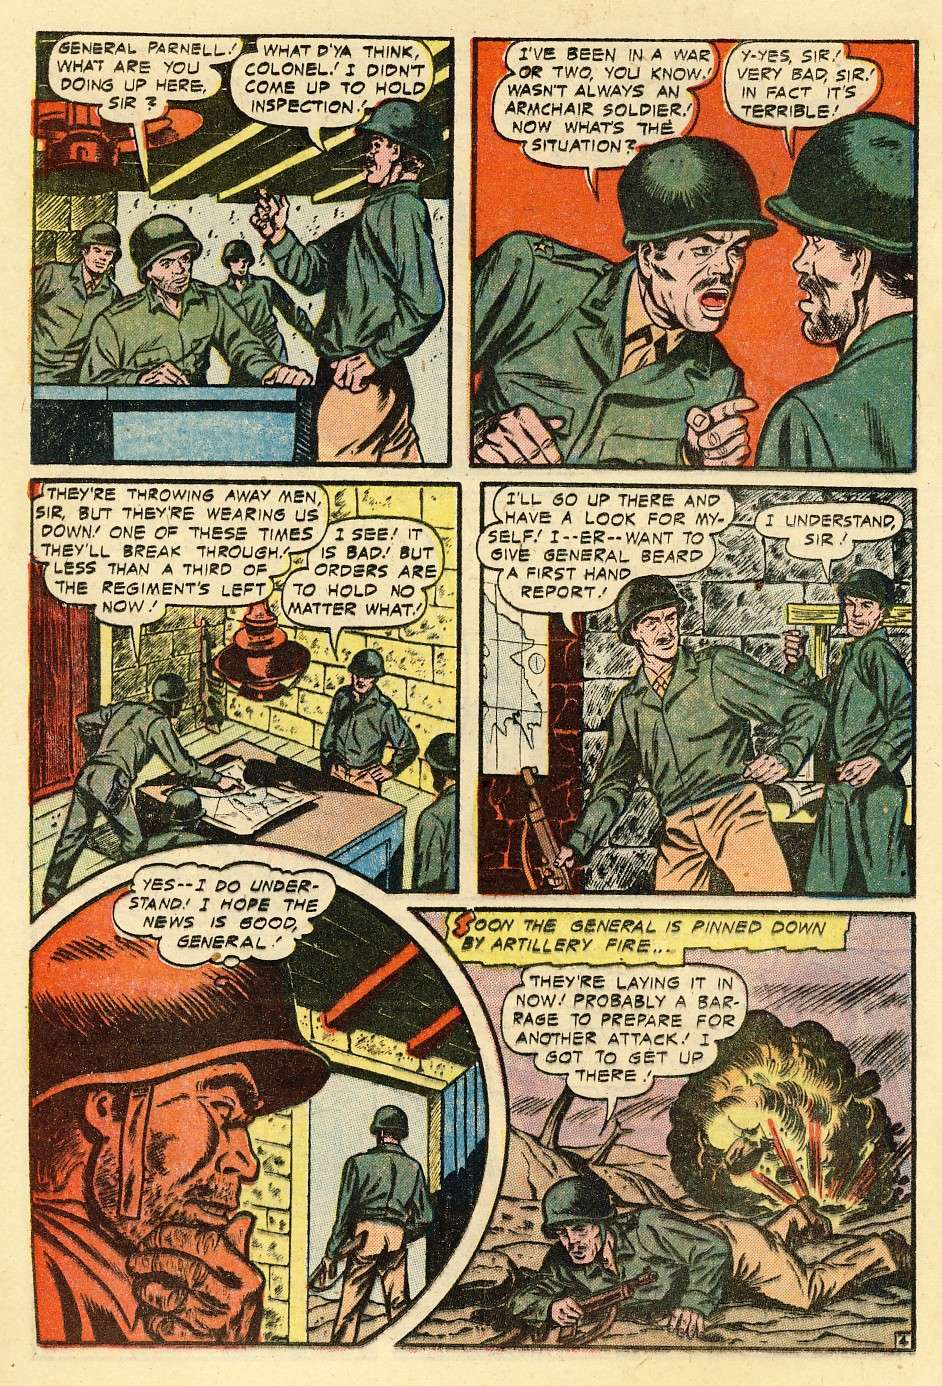 GENERAL PARNELL!
WHAT ARE YOU
DOING UP HERE,
SIR?
WHAT D'YA THINK,
COLONEL! I DIDN'T
COME UP TO HOLD
INSPECTION!
I'VE BEEN IN A WAR
OR TWO, YOU KNOW!
WASN'T ALWAYS AN
ARMCHAIR SOLDIER!
NOW WHAT'S THE
SITUATION?
Y-YES, SIR!
VERY BAD, SIR!
IN FACT IT'S
TERRIBLE!
THEY'RE THROWING AWAY MEN,
SIR, BUT THEY'RE WEARING US
DOWN! ONE OF THESE TIMES
THEY'LL BREAK THROUGH!
LESS THAN A THIRD OF
THE REGIMENT'S LEFT
NOW!
I SEE! IT
IS BAD! BUT
ORDERS ARE
TO HOLD NO
MATTER WHAT!
I'LL GO UP THERE AND
HAVE A LOOK FOR MY-
SELF! I--ER--WANT TO
GIVE GENERAL BEARD
A FIRST HAND
REPORT!
I UNDERSTAND,
SIR!
YES--I DO UNDER-
STAND! I HOPE THE
NEWS IS GOOD,
GENERAL!
SOON THE GENERAL IS PINNED DOWN
BY ARTILLERY FIRE...
THEY'RE LAYING IT IN
NOW! PROBABLY A BAR-
RAGE TO PREPARE FOR
ANOTHER ATTACK! I
GOT TO GET UP
THERE!
4